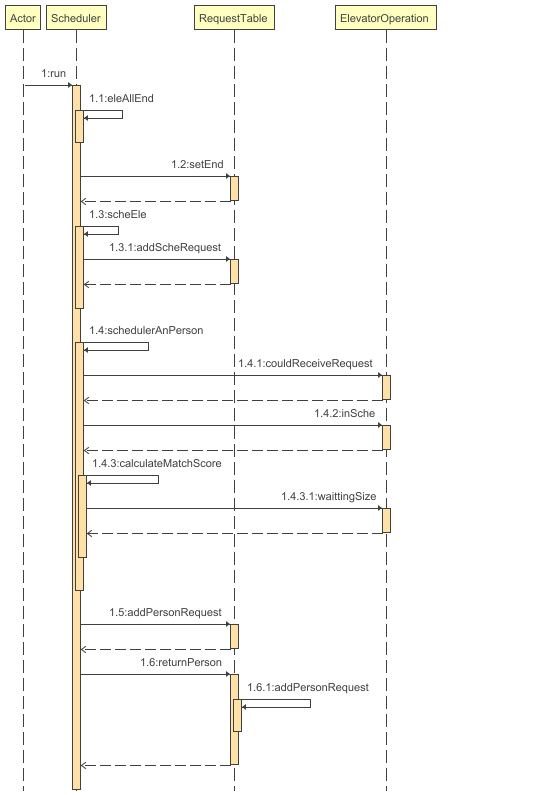 Actor
Scheduler
RequestTable
ElevatorOperation
1:run
1.1:eleAllEnd
1.2:setEnd
1.3:scheEle
1.3.1:addScheRequest
1.4:schedulerAnPerson
1.4.1:couldReceiveRequest
1.4.2:inSche
1.4.3:calculateMatchScore
1.4.3.1:waittingSize
1.5:addPersonRequest
1.6:returnPerson
1.6.1:addPersonRequest